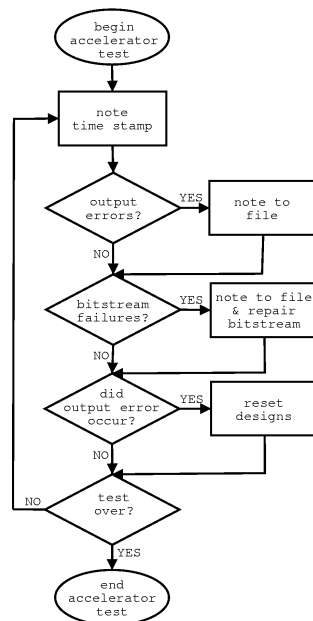 begin
accelerator
test
note
time stamp
output
errors?
YES
note to
file
NO
bitstream
failures?
YES
note to file
& repair
bitstream
NO
did
output error
occur?
YES
reset
designs
NO
test
over?
NO
YES
end
accelerator
test